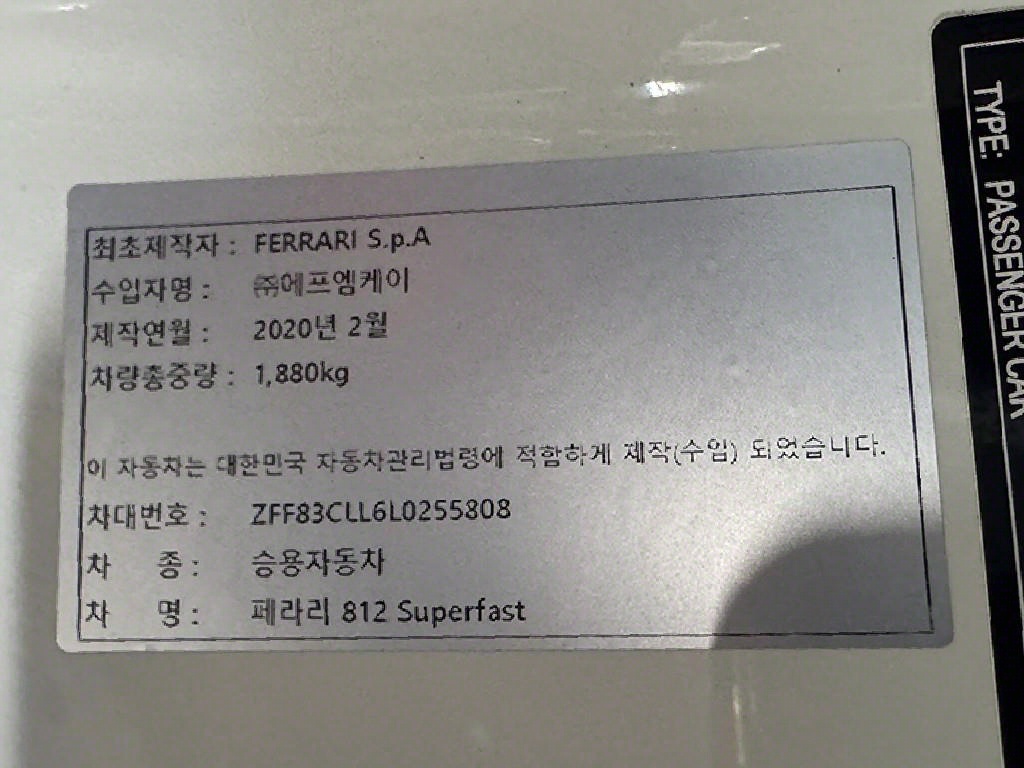 최초제작자 : FERRARI S.p.A
수입자명 : ㈜에프엠케이
제작연월 : 2020년 2월
차량총중량 : 1,880kg
이 자동차는 대한민국 자동차관리법령에 적합하게 제작(수입) 되었습니다.
차대번호 : ZFF83CLL6L0255808
차 종 : 승용자동차
차 명 : 페라리 812 Superfast
TYPE: PASSENGER CAR